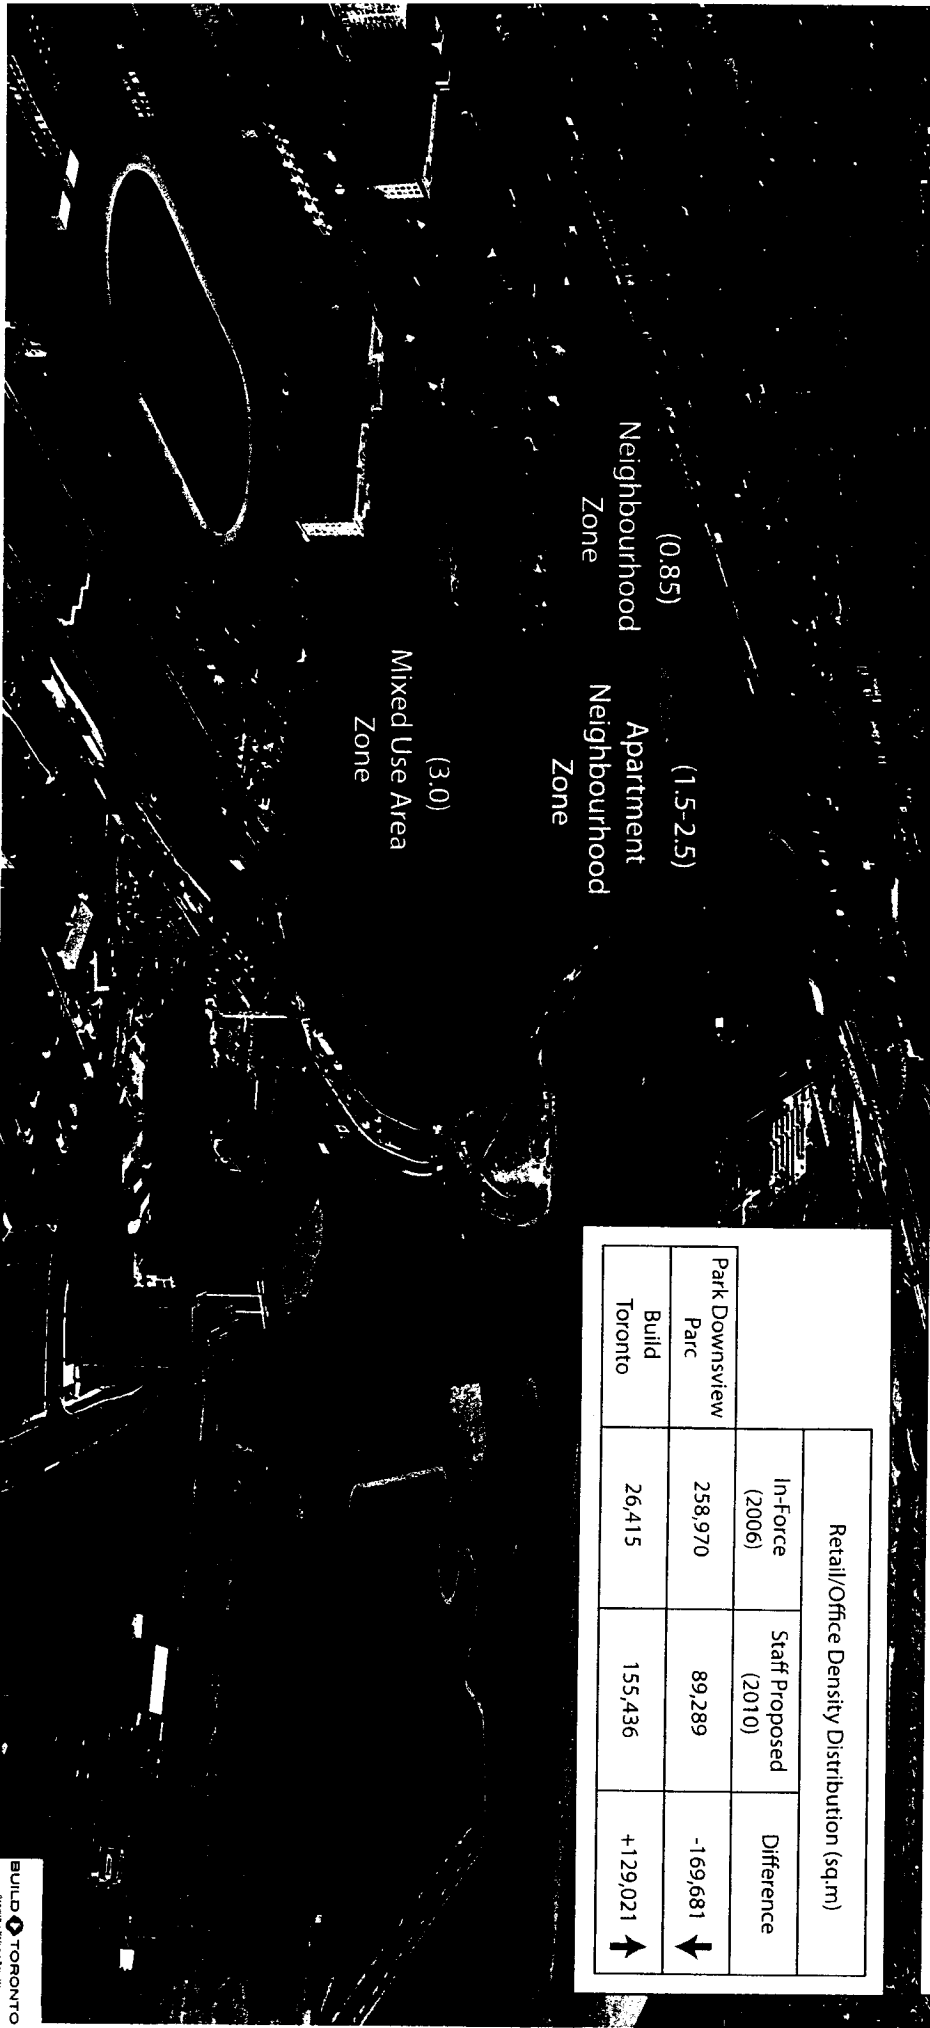 (0.85)
Neighbourhood
Zone
(1.5-2.5)
Apartment
Neighbourhood
Zone
(3.0)
Mixed Use Area
Zone
Retail/Office Density Distribution (sq.m)
In-Force
(2006)
Staff Proposed
(2010)
Difference
Park Downsview
Parc
258,970
89,289
-169,681
Build
Toronto
26,415
155,436
+129,021
BUILD TORONTO